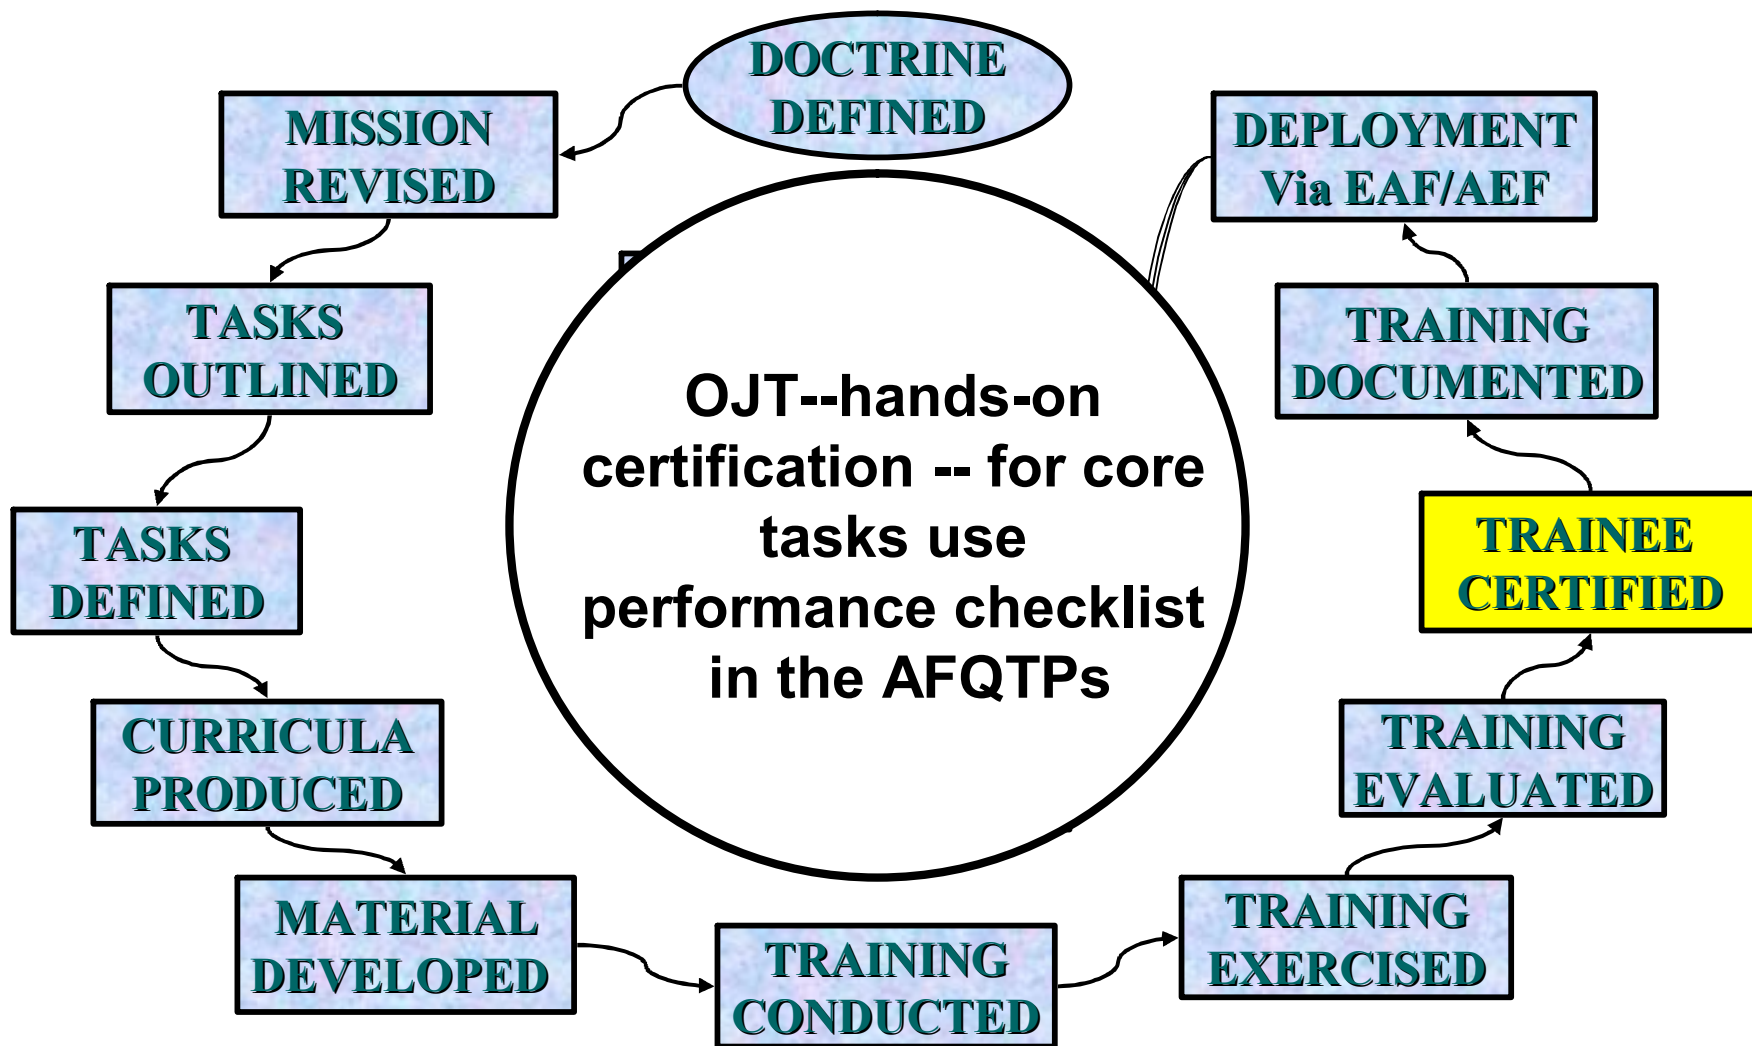 DOCTRINE
DEFINED
MISSION
REVISED
TASKS
OUTLINED
TASKS
DEFINED
CURRICULA
PRODUCED
MATERIAL
DEVELOPED
TRAINING
CONDUCTED
TRAINING
EXERCISED
TRAINING
EVALUATED
TRAINEE
CERTIFIED
TRAINING
DOCUMENTED
DEPLOYMENT
Via EAF/AEF
OJT--hands-on
certification -- for core
tasks use
performance checklist
in the AFQTPs